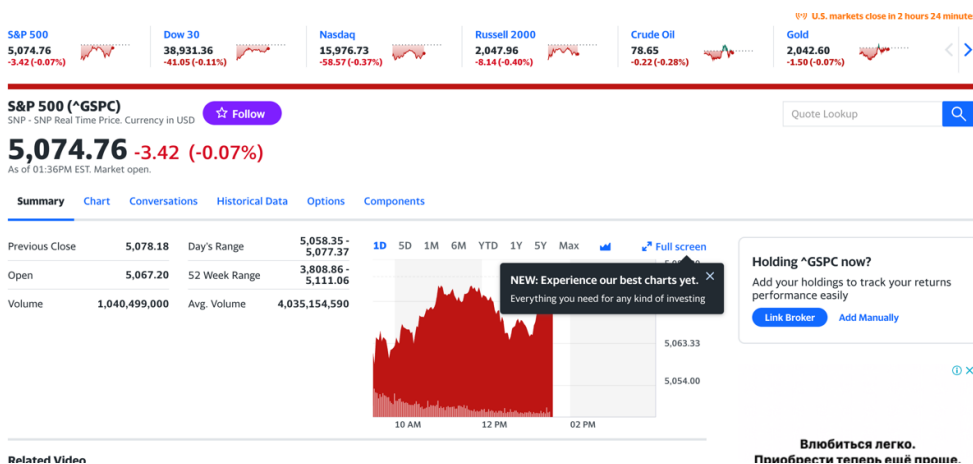 U.S. markets close in 2 hours 24 minutes
S&P 500
5,074.76
-3.42 (-0.07%)
Dow 30
38,931.36
-41.05 (-0.11%)
Nasdaq
15,976.73
-58.57 (-0.37%)
Russell 2000
2,047.96
-8.14 (-0.40%)
Crude Oil
78.65
-0.22 (-0.28%)
Gold
2,042.60
-1.50 (-0.07%)
S&P 500 (^GSPC)
SNP - SNP Real Time Price. Currency in USD
Follow
Quote Lookup
5,074.76 -3.42 (-0.07%)
As of 01:36PM EST. Market open.
Summary Chart Conversations Historical Data Options Components
Previous Close 5,078.18
Open 5,067.20
Volume 1,040,499,000
Day's Range 5,058.35 -
5,077.37
52 Week Range 3,808.86 -
5,111.06
Avg. Volume 4,035,154,590
1D 5D 1M 6M YTD 1Y 5Y Max Full screen
NEW: Experience our best charts yet.
Everything you need for any kind of investing
5,063.33
5,054.00
10 AM 12 PM 02 PM
Holding ^GSPC now?
Add your holdings to track your returns
performance easily
Link Broker Add Manually
Влюбиться легко.
Приобрести теперь ещё проще.
Related Video